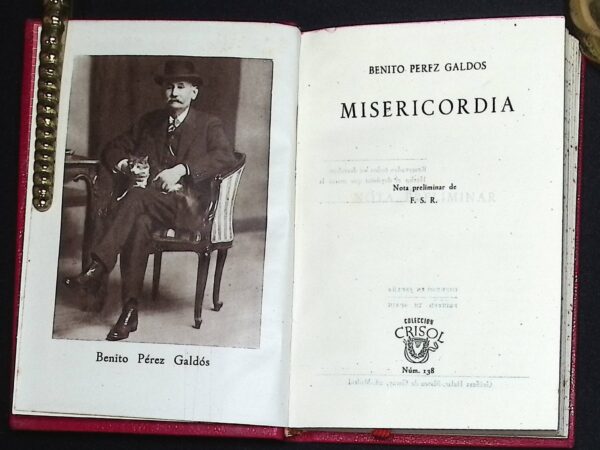 Benito Pérez Galdós
BENITO PEREZ GALDOS
MISERICORDIA
Nota preliminar de
F. S. R.
COLECCION
CRISOL
Núm. 138